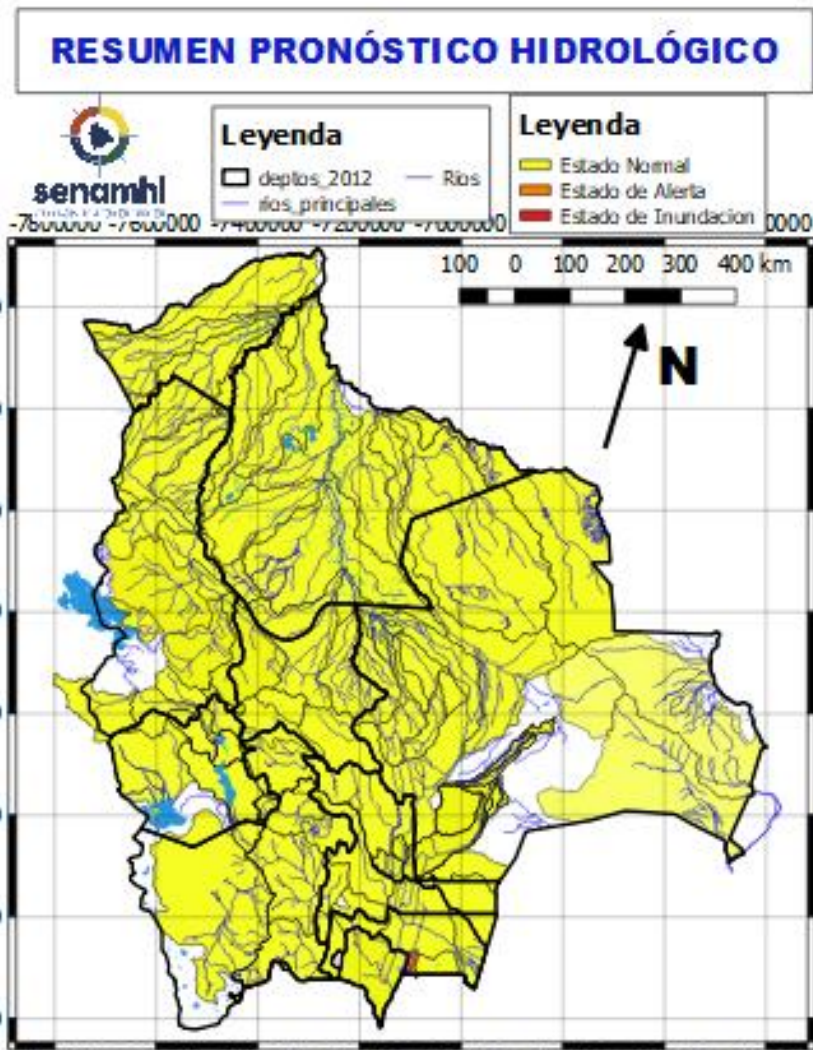 RESUMEN PRONÓSTICO HIDROLÓGICO
senamhi
Leyenda
deptos_2012
Rios
rios_principales
Leyenda
Estado Normal
Estado de Alerta
Estado de Inundacion
-7800000 -7600000 -7400000 -7200000 -7000000
100 0 100 200 300 400 km
N